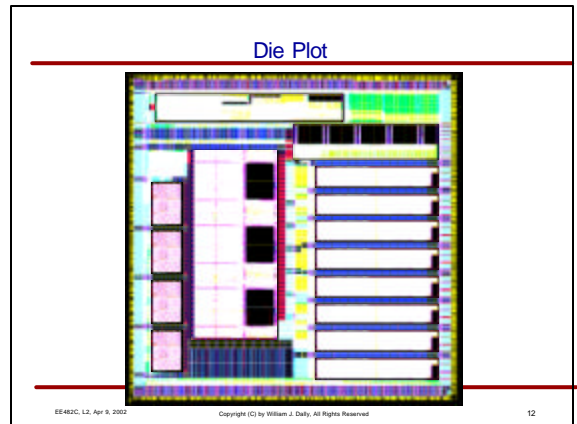 Die Plot
EE482C, L2, Apr 9, 2002
Copyright (C) by William J. Dally, All Rights Reserved
12